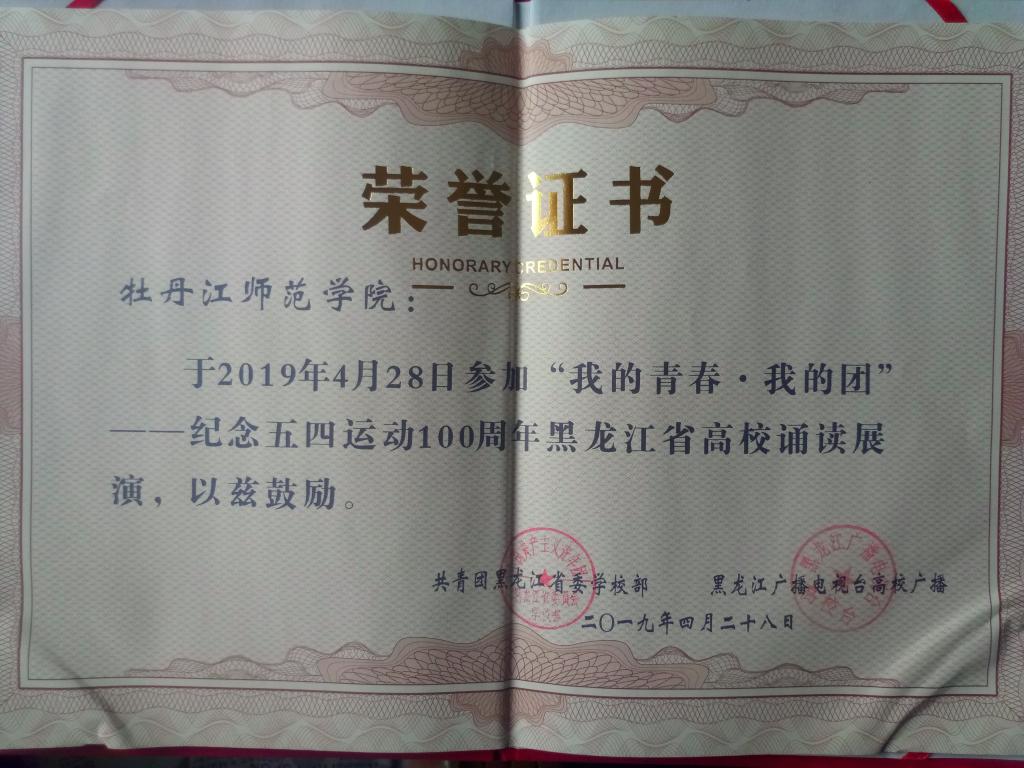 荣誉证书
HONORARY CREDENTIAL
牡丹江师范学院：
于2019年4月28日参加“我的青春·我的团”
——纪念五四运动100周年黑龙江省高校诵读展
演，以兹鼓励。
共青团黑龙江省委学校部 黑龙江广播电视台高校广播
二〇一九年四月二十八日